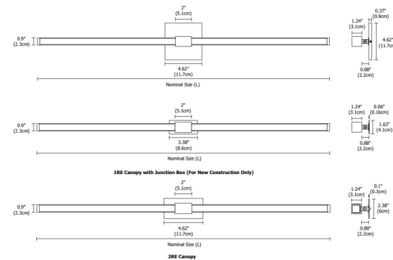 2"
(5.1cm)
1.24"
(3.1cm)
0.37"
(0.9cm)
0.9"
(2.3cm)
4.62"
(11.7cm)
4.62"
(11.7cm)
0.88"
(2.2cm)
Nominal Size (L)
2"
(5.1cm)
1.24"
(3.1cm)
0.06"
(0.16cm)
0.9"
(2.3cm)
1.63"
(4.1cm)
3.38"
(8.6cm)
0.88"
(2.2cm)
Nominal Size (L)
1RE Canopy with Junction Box (For New Construction Only)
2"
(5.1cm)
1.24"
(3.1cm)
0.1"
(0.3cm)
0.9"
(2.3cm)
2.38"
(6cm)
4.62"
(11.7cm)
0.88"
(2.2cm)
Nominal Size (L)
2RE Canopy